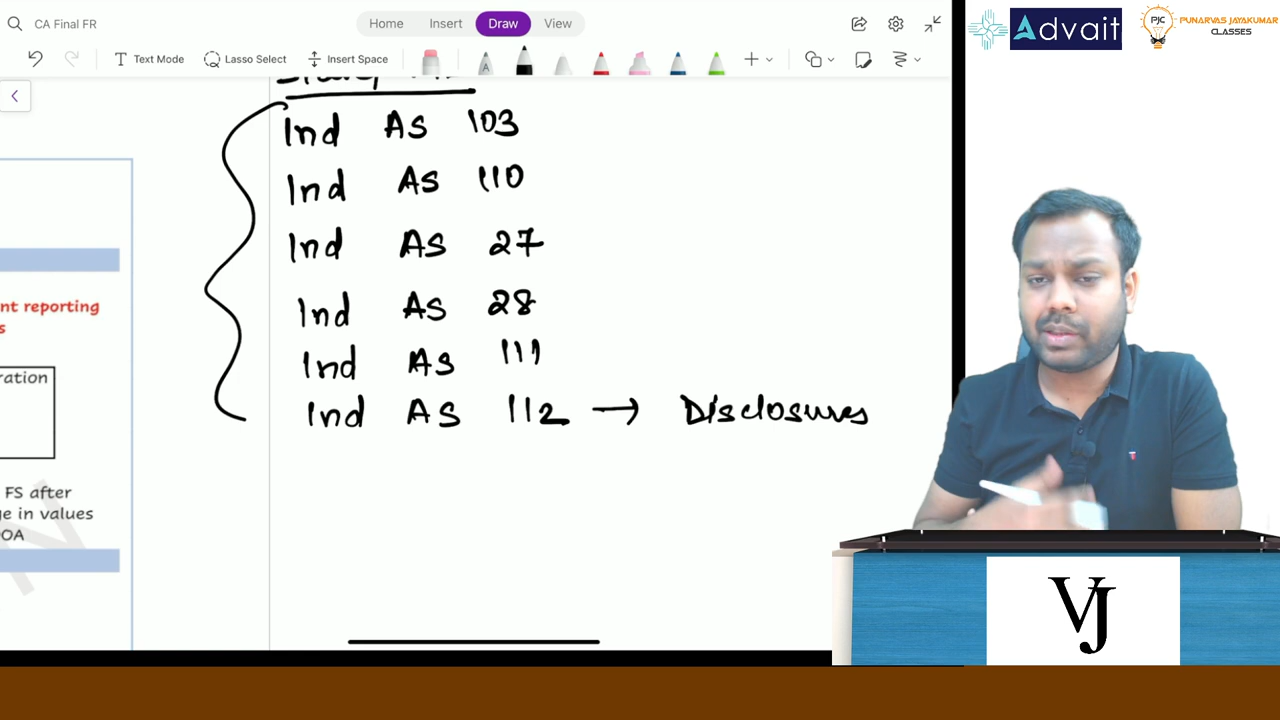 CA Final FR
Home Insert Draw View
Text Mode Lasso Select Insert Space
Advait
PJC
PUNARVAS JAYAKUMAR
CLASSES
Ind AS 103
Ind AS 110
Ind AS 27
Ind AS 28
Ind AS 111
Ind AS 112 → Disclosures
nt reporting
s
ration
FS after
ge in values
OA
VJ